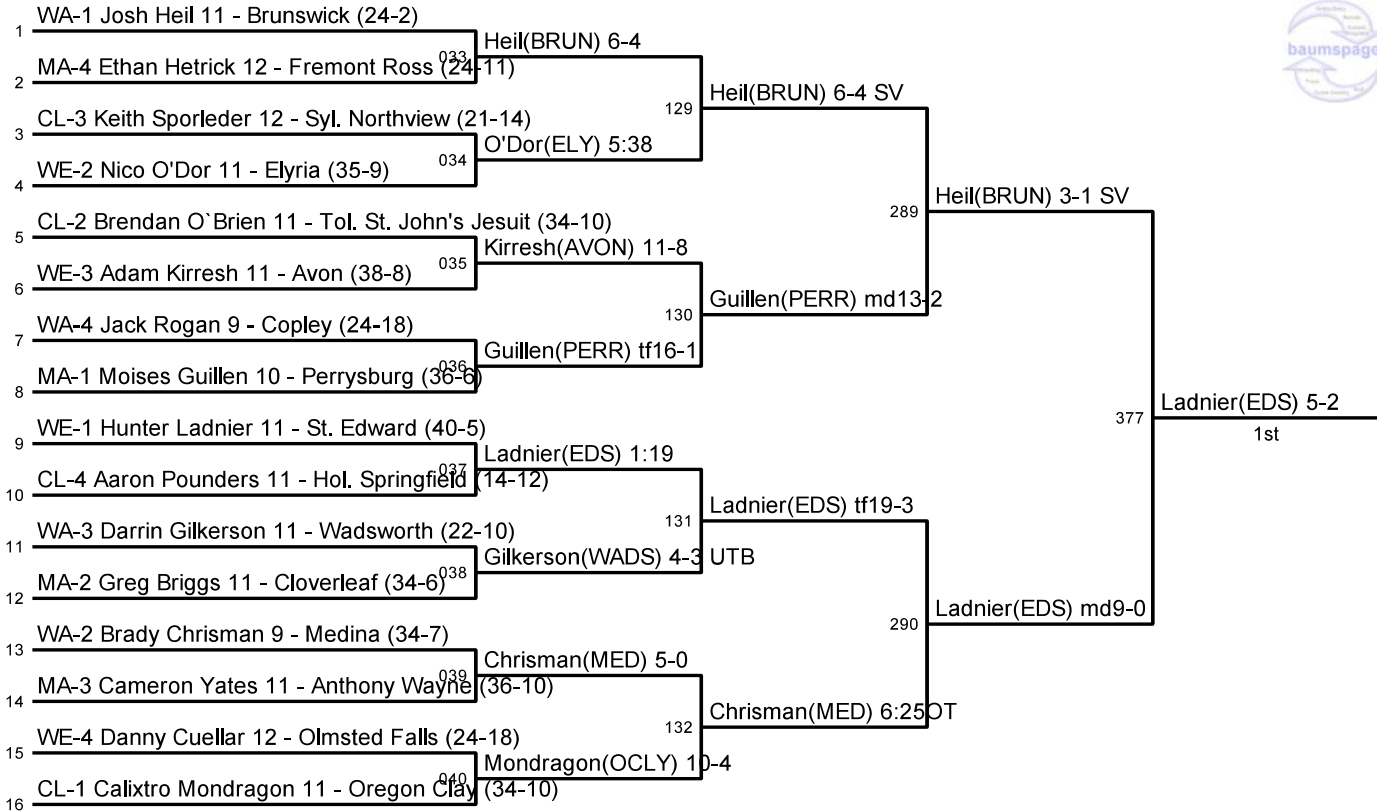 WA-1 Josh Heil 11 - Brunswick (24-2)
1
033
Heil(BRUN) 6-4
MA-4 Ethan Hetrick 12 - Fremont Ross (24-11)
2
129
Heil(BRUN) 6-4 SV
CL-3 Keith Sporleder 12 - Syl. Northview (21-14)
3
034
O'Dor(ELY) 5:38
WE-2 Nico O'Dor 11 - Elyria (35-9)
4
289
Heil(BRUN) 3-1 SV
CL-2 Brendan O`Brien 11 - Tol. St. John's Jesuit (34-10)
5
035
Kirresh(AVON) 11-8
WE-3 Adam Kirresh 11 - Avon (38-8)
6
130
Guillen(PERR) md13-2
WA-4 Jack Rogan 9 - Copley (24-18)
7
036
Guillen(PERR) tf16-1
MA-1 Moises Guillen 10 - Perrysburg (36-6)
8
377
Ladnier(EDS) 5-2
1st
WE-1 Hunter Ladnier 11 - St. Edward (40-5)
9
037
Ladnier(EDS) 1:19
CL-4 Aaron Pounders 11 - Hol. Springfield (14-12)
10
131
Ladnier(EDS) tf19-3
WA-3 Darrin Gilkerson 11 - Wadsworth (22-10)
11
038
Gilkerson(WADS) 4-3 UTB
MA-2 Greg Briggs 11 - Cloverleaf (34-6)
12
290
Ladnier(EDS) md9-0
WA-2 Brady Chrisman 9 - Medina (34-7)
13
039
Chrisman(MED) 5-0
MA-3 Cameron Yates 11 - Anthony Wayne (36-10)
14
132
Chrisman(MED) 6:25OT
WE-4 Danny Cuellar 12 - Olmsted Falls (24-18)
15
040
Mondragon(OCLY) 10-4
CL-1 Calixtro Mondragon 11 - Oregon Clay (34-10)
16
baumspage